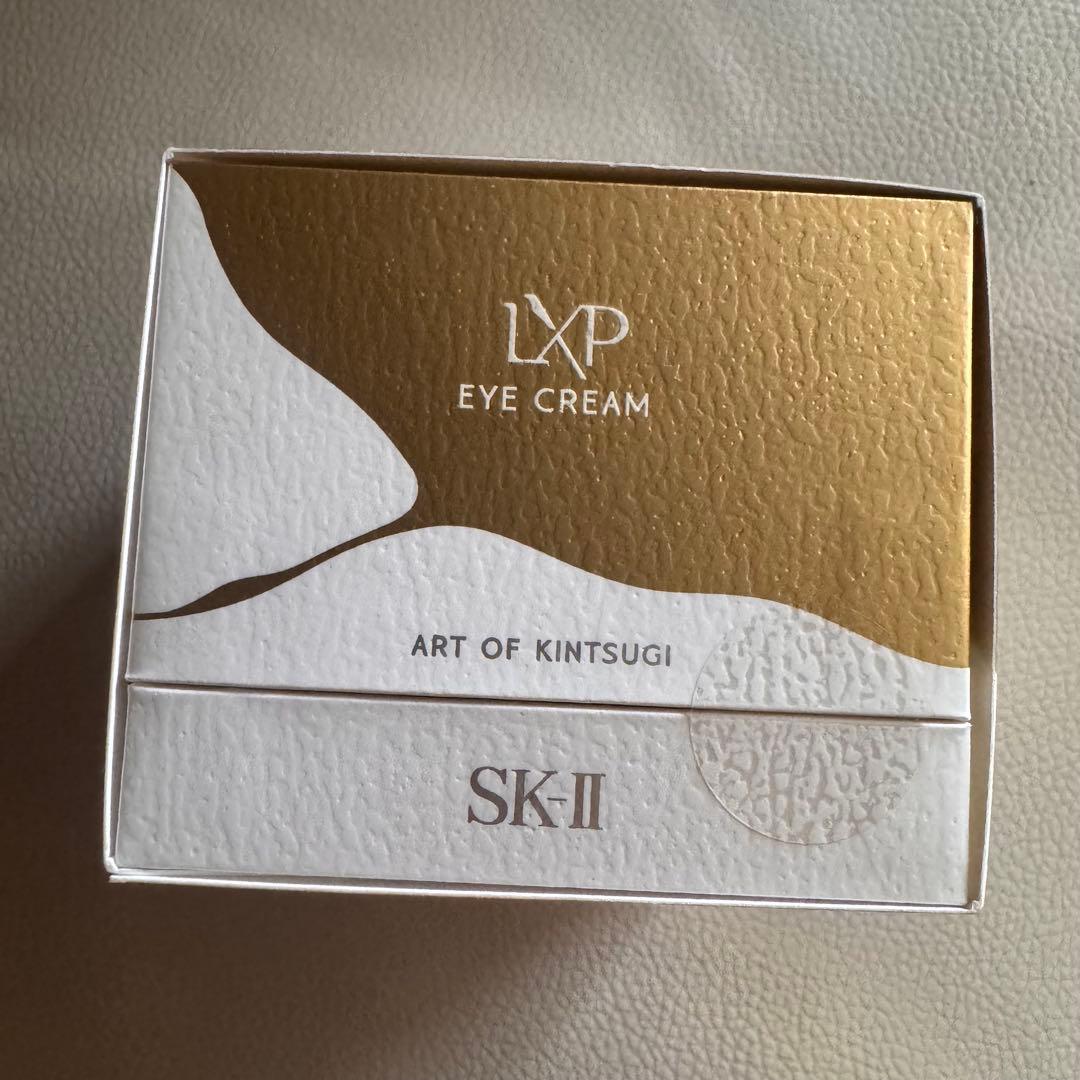 LXP
EYE CREAM
ART OF KINTSUGI
SK-II